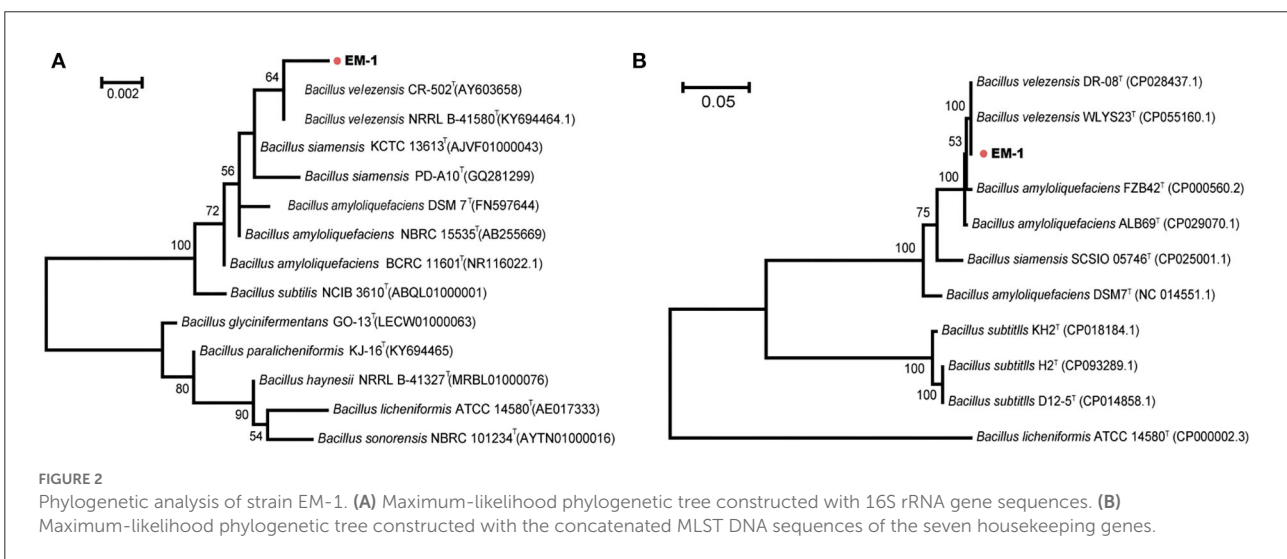 A
0.002
EM-1
64
Bacillus velezensis CR-502ᵀ(AY603658)
Bacillus velezensis NRRL B-41580ᵀ(KY694464.1)
Bacillus siamensis KCTC 13613ᵀ(AJVF01000043)
56
Bacillus siamensis PD-A10ᵀ(GQ281299)
Bacillus amyloliquefaciens DSM 7ᵀ(FN597644)
72
Bacillus amyloliquefaciens NBRC 15535ᵀ(AB255669)
100
Bacillus amyloliquefaciens BCRC 11601ᵀ(NR116022.1)
Bacillus subtilis NCIB 3610ᵀ(ABQL01000001)
Bacillus glycinifermentans GO-13ᵀ(LECW01000063)
Bacillus paralicheniformis KJ-16ᵀ(KY694465)
80
Bacillus haynesii NRRL B-41327ᵀ(MRBL01000076)
90
Bacillus licheniformis ATCC 14580ᵀ(AE017333)
54
Bacillus sonorensis NBRC 101234ᵀ(AYTN01000016)
B
0.05
Bacillus velezensis DR-08ᵀ (CP028437.1)
100
Bacillus velezensis WLYS23ᵀ (CP055160.1)
53
EM-1
100
Bacillus amyloliquefaciens FZB42ᵀ (CP000560.2)
75
Bacillus amyloliquefaciens ALB69ᵀ (CP029070.1)
100
Bacillus siamensis SCSIO 05746ᵀ (CP025001.1)
Bacillus amyloliquefaciens DSM7ᵀ (NC 014551.1)
Bacillus subtitlls KH2ᵀ (CP018184.1)
100
Bacillus subtitlls H2ᵀ (CP093289.1)
100
Bacillus subtitlls D12-5ᵀ (CP014858.1)
Bacillus licheniformis ATCC 14580ᵀ (CP000002.3)
FIGURE 2
Phylogenetic analysis of strain EM-1. (A) Maximum-likelihood phylogenetic tree constructed with 16S rRNA gene sequences. (B)
Maximum-likelihood phylogenetic tree constructed with the concatenated MLST DNA sequences of the seven housekeeping genes.